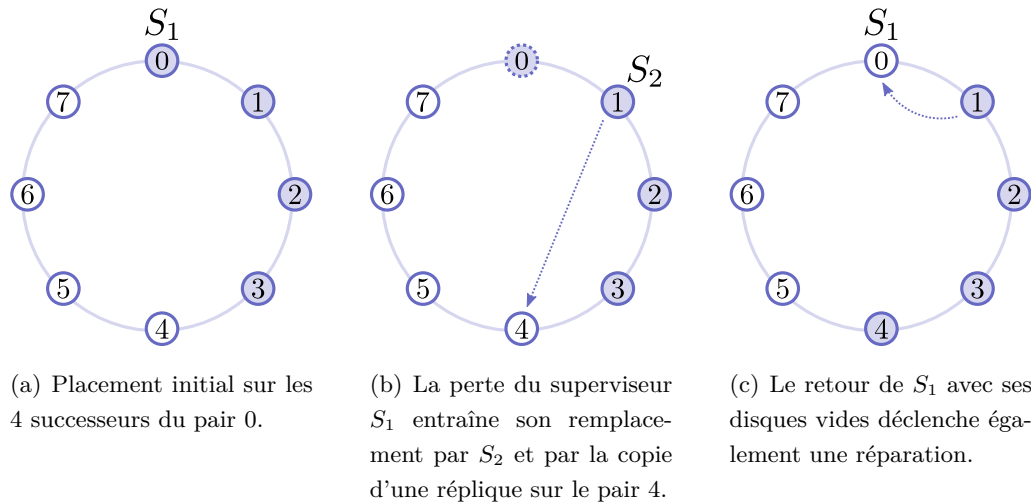 S1
0
7
1
6
2
5
3
4
0
S2
7
1
6
2
5
3
4
S1
0
7
1
6
2
5
3
4
(a) Placement initial sur les
4 successeurs du pair 0.
(b) La perte du superviseur
S1 entraîne son remplace-
ment par S2 et par la copie
d'une réplique sur le pair 4.
(c) Le retour de S1 avec ses
disques vides déclenche éga-
lement une réparation.